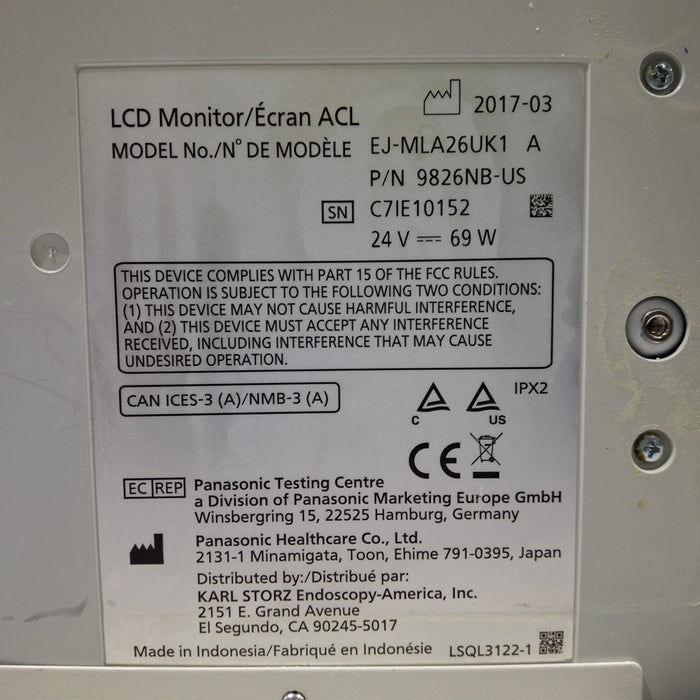 LCD Monitor/Écran ACL
2017-03
MODEL No./N° DE MODÈLE EJ-MLA26UK1 A
P/N 9826NB-US
SN C7IE10152
24 V ⎓ 69 W
THIS DEVICE COMPLIES WITH PART 15 OF THE FCC RULES.
OPERATION IS SUBJECT TO THE FOLLOWING TWO CONDITIONS:
(1) THIS DEVICE MAY NOT CAUSE HARMFUL INTERFERENCE,
AND (2) THIS DEVICE MUST ACCEPT ANY INTERFERENCE
RECEIVED, INCLUDING INTERFERENCE THAT MAY CAUSE
UNDESIRED OPERATION.
CAN ICES-3 (A)/NMB-3 (A)
IPX2
C US
CE
EC REP Panasonic Testing Centre
a Division of Panasonic Marketing Europe GmbH
Winsbergring 15, 22525 Hamburg, Germany
Panasonic Healthcare Co., Ltd.
2131-1 Minamigata, Toon, Ehime 791-0395, Japan
Distributed by:/Distribué par:
KARL STORZ Endoscopy-America, Inc.
2151 E. Grand Avenue
El Segundo, CA 90245-5017
Made in Indonesia/Fabriqué en Indonésie LSQL3122-1